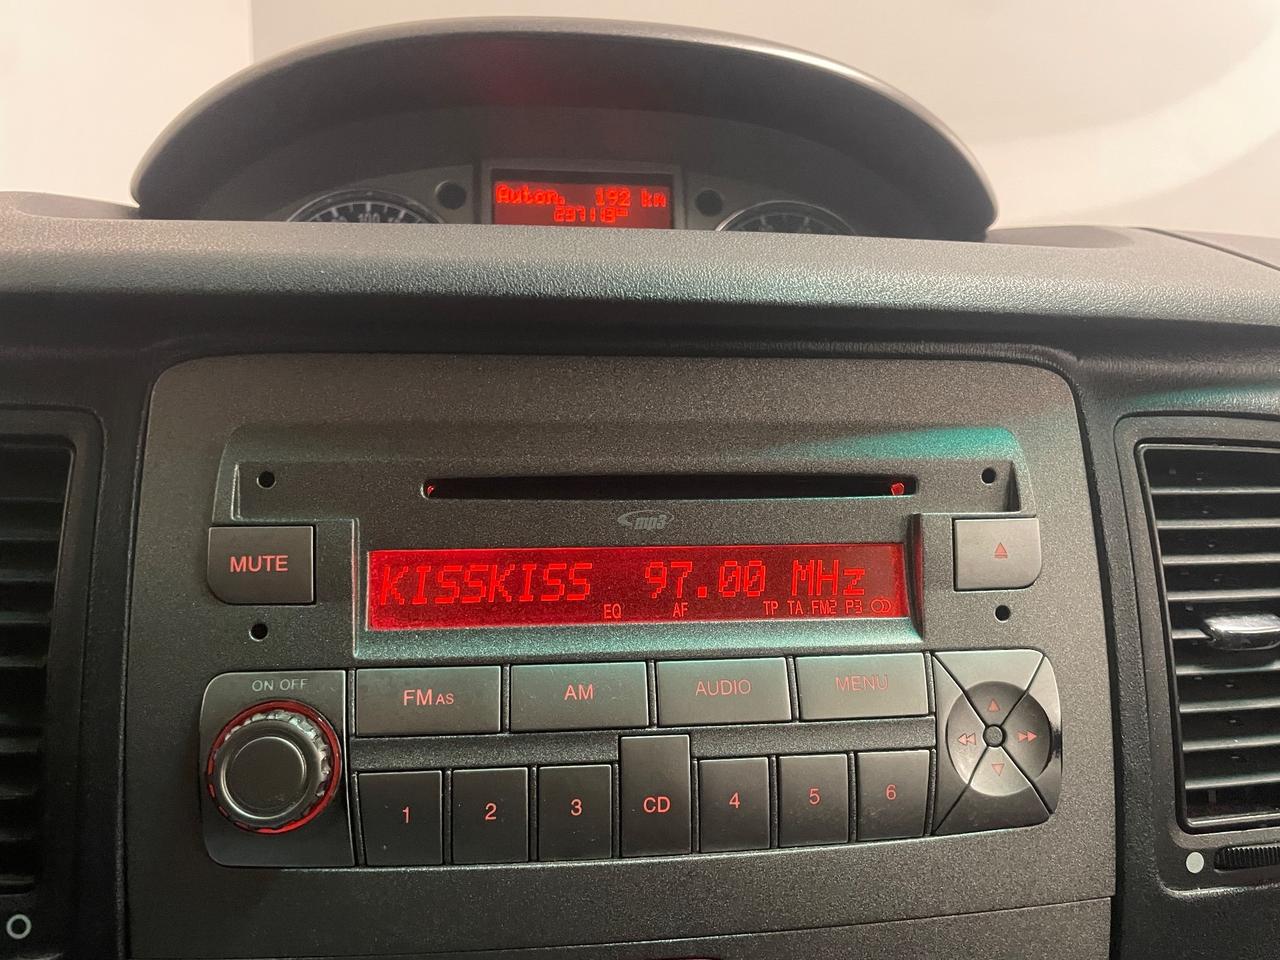 Auton. 192 km
100
mp3
MUTE
KISSKISS 97.00 MHz
EQ AF TP TA FM2 P3
ON OFF
FM AS AM AUDIO MENU
1 2 3 CD 4 5 6